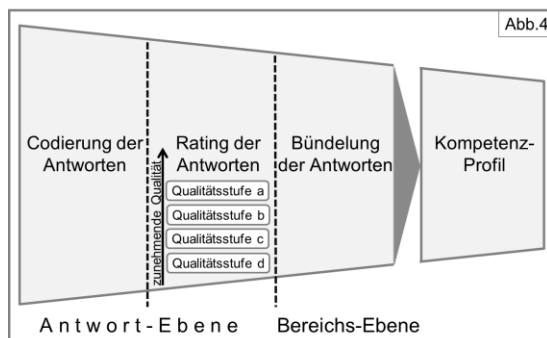 Abb.4
Codierung der
Antworten
zunehmende Qualität
Rating der
Antworten
Qualitätsstufe a
Qualitätsstufe b
Qualitätsstufe c
Qualitätsstufe d
Bündelung
der Antworten
Kompetenz-
Profil
Antwort-Ebene
Bereichs-Ebene